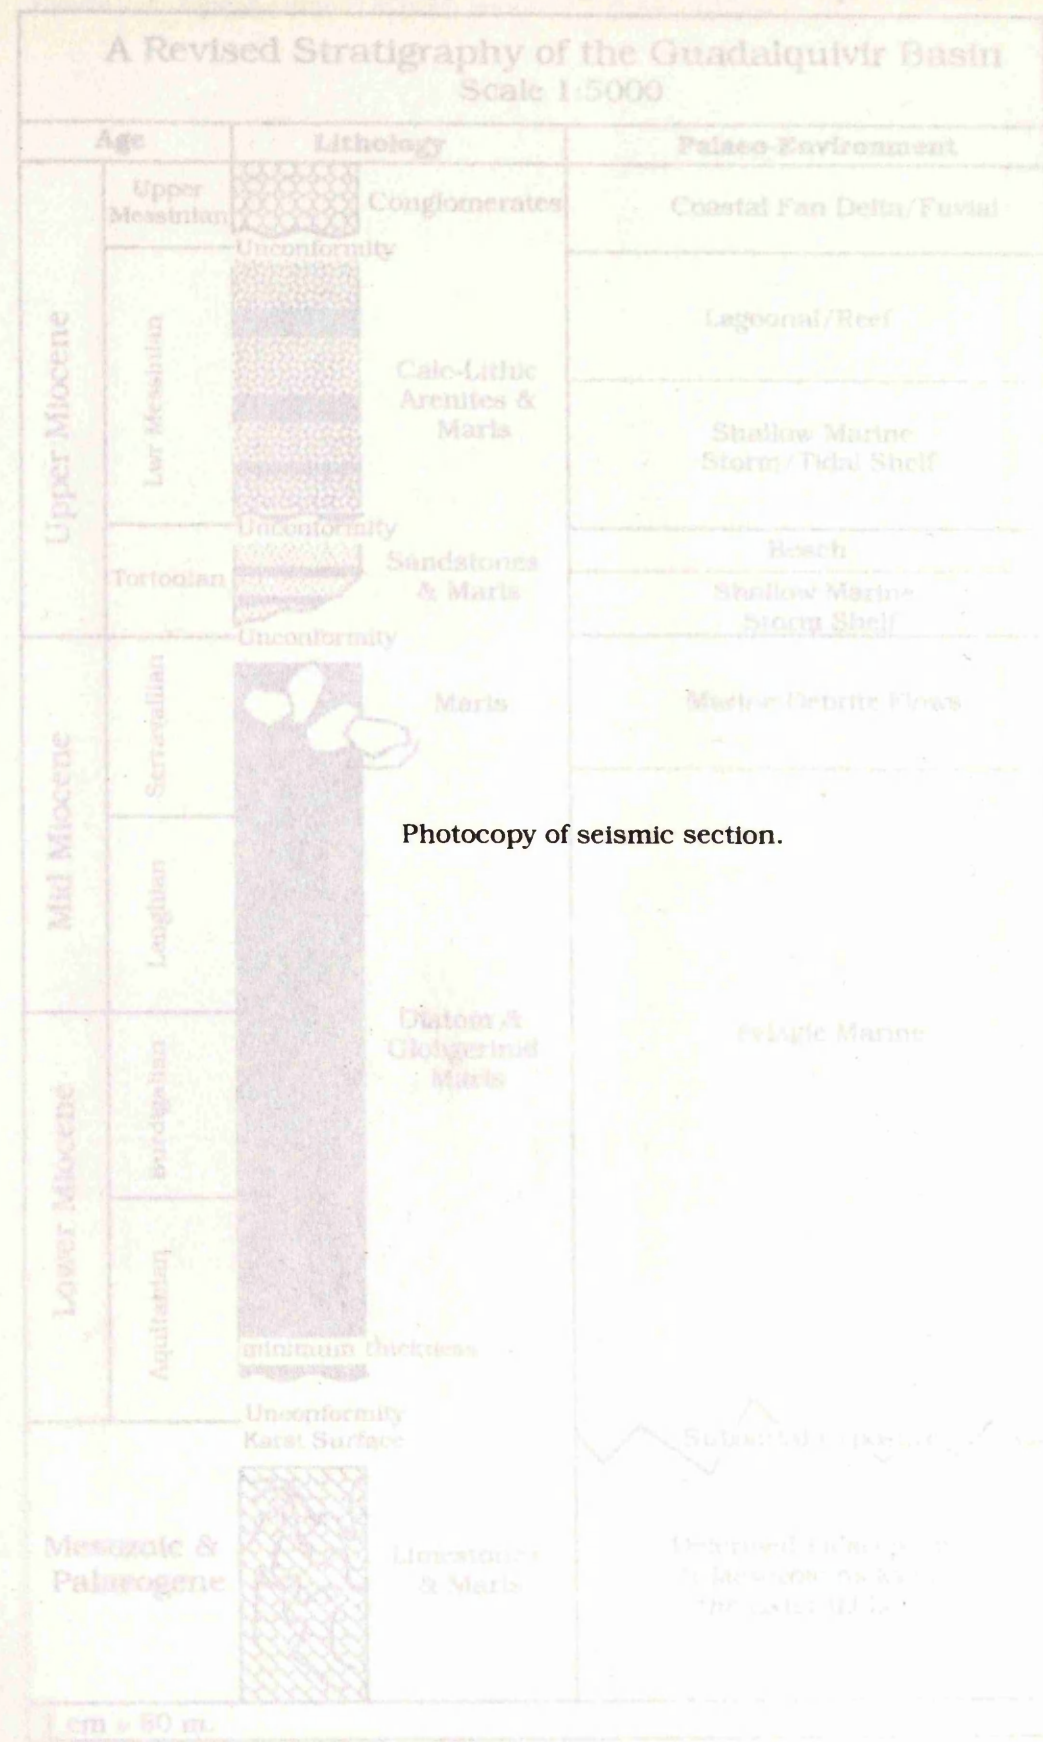 A Revised Stratigraphy of the Guadalquivir Basin
Scale 1:5000
Age
Lithology
Palaeo-Environment
Upper Miocene
Upper
Messinian
Conglomerates
Coastal Fan Delta/Fuvial
Unconformity
Lwr Messinian
Calc-Lithic
Arenites &
Marls
Lagoonal/Reef
Shallow Marine
Storm/Tidal Shelf
Unconformity
Tortonian
Sandstones
& Marls
Beach
Shallow Marine
Storm Shelf
Unconformity
Mid Miocene
Serravallian
Marls
Marine Debrite Flows
Photocopy of seismic section.
Langhian
Lower Miocene
Burdigalian
Diatom &
Globgerinid
Marls
Pelagic Marine
Aquitanian
minimum thickness
Unconformity
Karst Surface
Mesozoic &
Palaeogene
Limestones
& Marls
1 cm = 50 m.